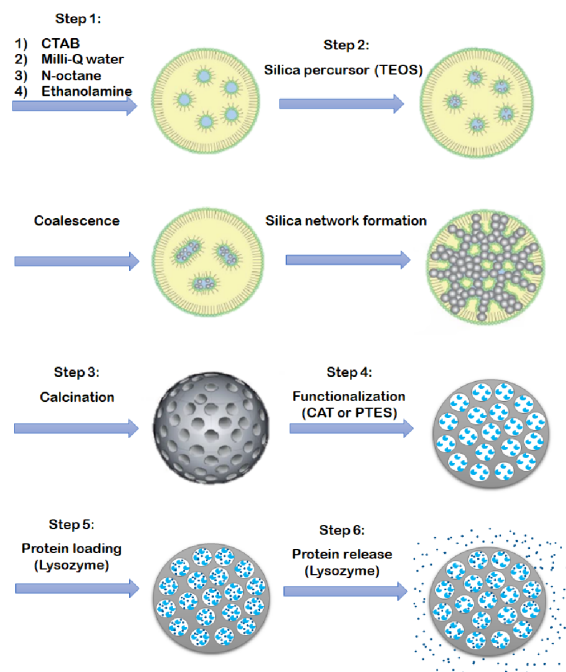 Step 1:
1) CTAB
2) Milli-Q water
3) N-octane
4) Ethanolamine
Step 2:
Silica percursor (TEOS)
Coalescence
Silica network formation
Step 3:
Calcination
Step 4:
Functionalization
(CAT or PTES)
Step 5:
Protein loading
(Lysozyme)
Step 6:
Protein release
(Lysozyme)